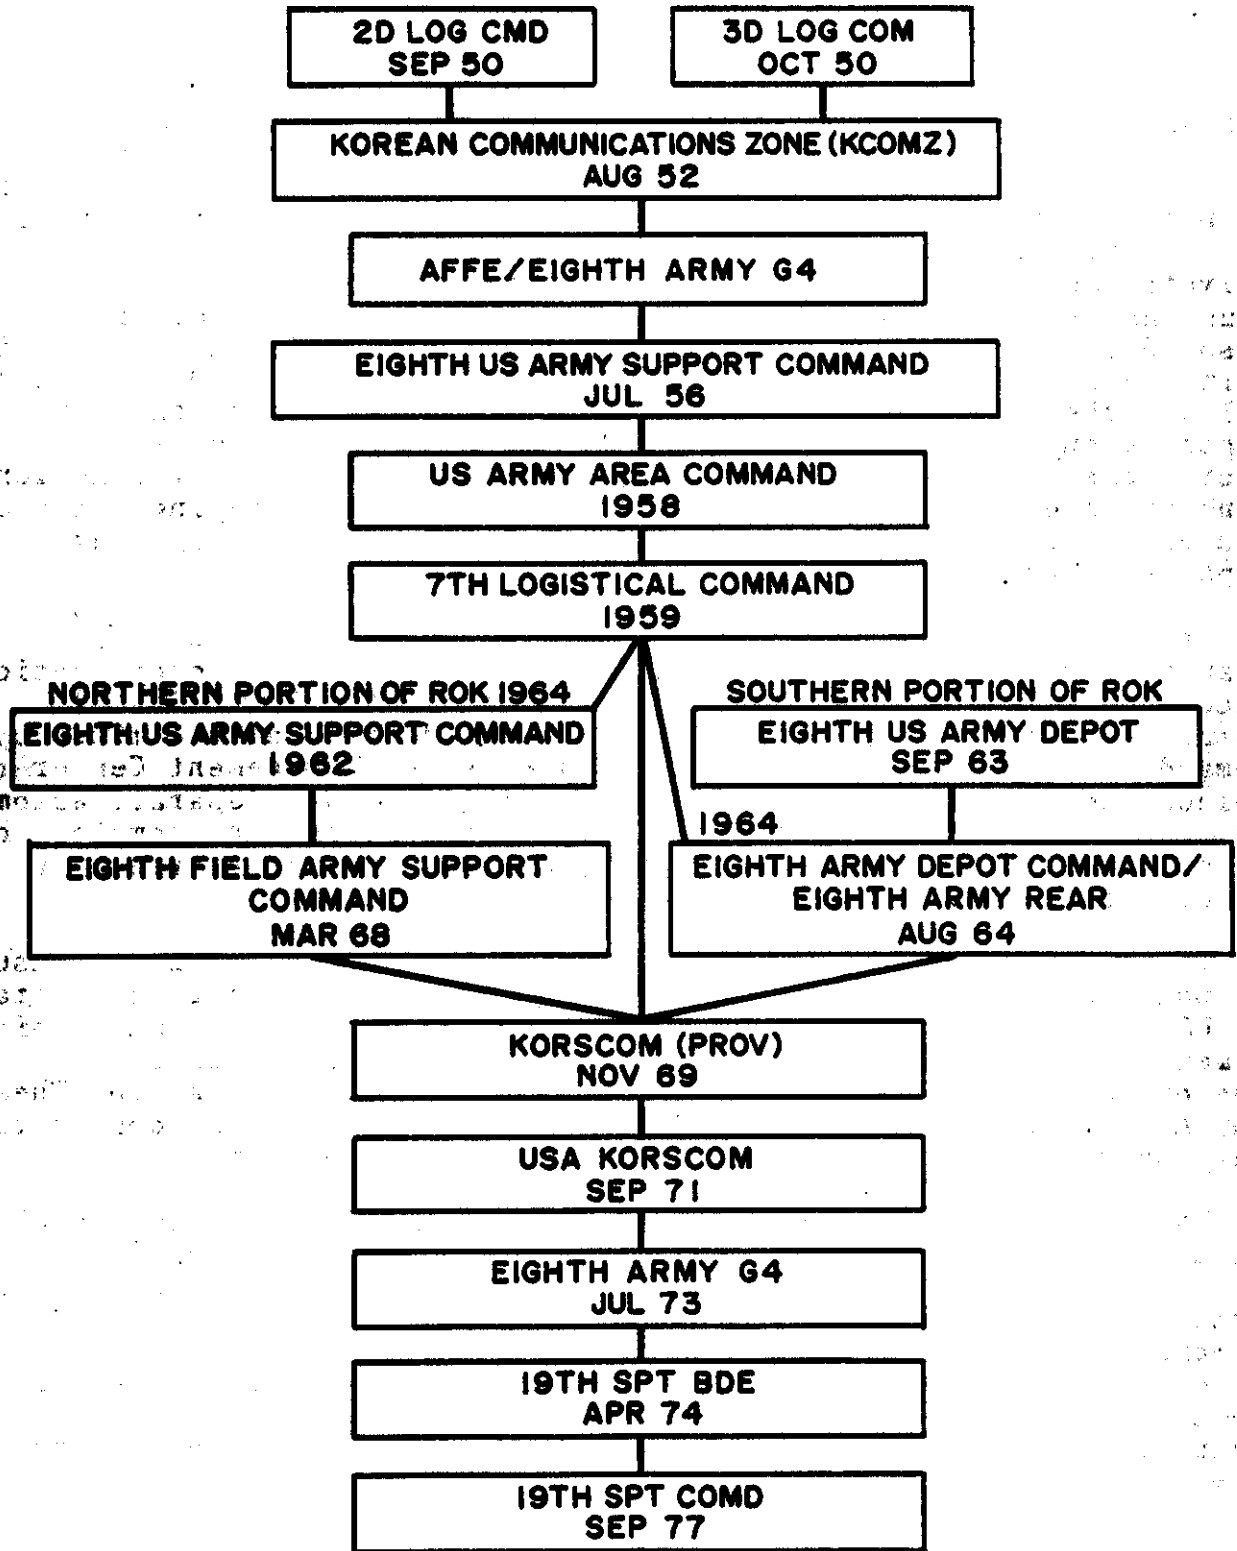 2D LOG CMD
SEP 50
3D LOG COM
OCT 50
KOREAN COMMUNICATIONS ZONE (KCOMZ)
AUG 52
AFFE/EIGHTH ARMY G4
EIGHTH US ARMY SUPPORT COMMAND
JUL 56
US ARMY AREA COMMAND
1958
7TH LOGISTICAL COMMAND
1959
NORTHERN PORTION OF ROK 1964
EIGHTH US ARMY SUPPORT COMMAND
1962
SOUTHERN PORTION OF ROK
EIGHTH US ARMY DEPOT
SEP 63
1964
EIGHTH FIELD ARMY SUPPORT
COMMAND
MAR 68
EIGHTH ARMY DEPOT COMMAND/
EIGHTH ARMY REAR
AUG 64
KORSCOM (PROV)
NOV 69
USA KORSCOM
SEP 71
EIGHTH ARMY G4
JUL 73
19TH SPT BDE
APR 74
19TH SPT COMD
SEP 77